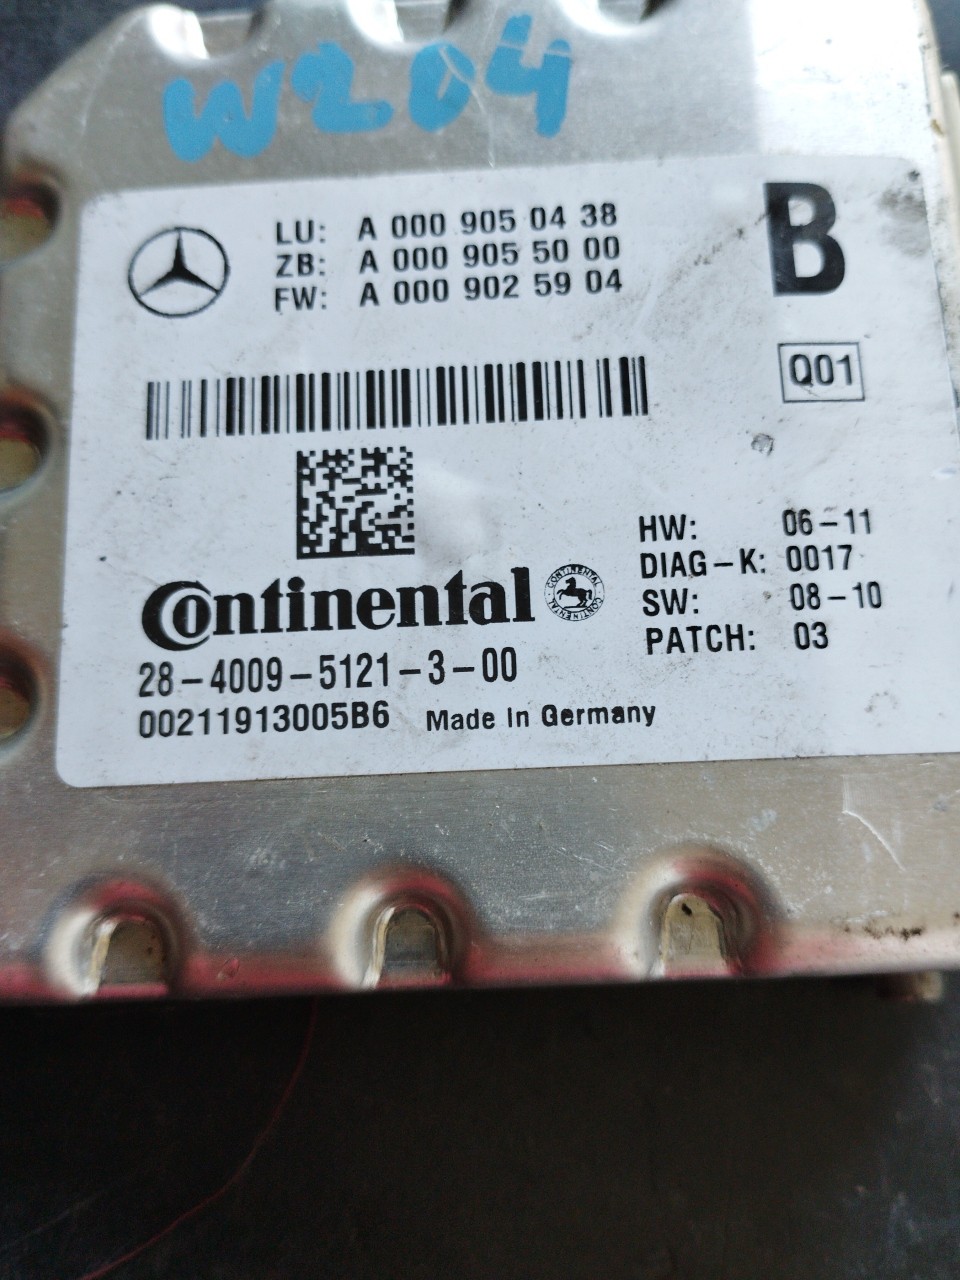 W204
LU: A 000 905 04 38
ZB: A 000 905 50 00
FW: A 000 902 59 04
B
Q01
HW: 06-11
DIAG-K: 0017
SW: 08-10
PATCH: 03
Continental
28-4009-5121-3-00
00211913005B6 Made In Germany